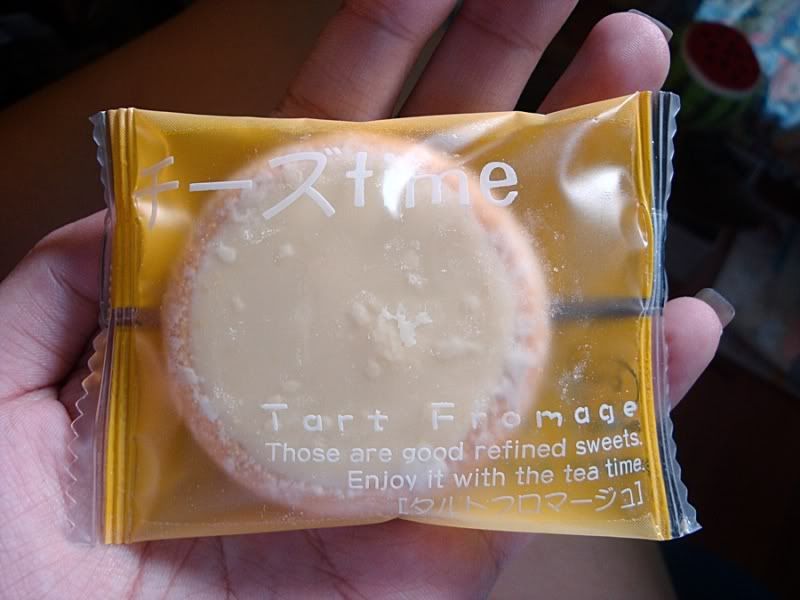 チーズtime
Tart Fromage
Those are good refined sweets.
Enjoy it with the tea time.
[タルトフロマージュ]